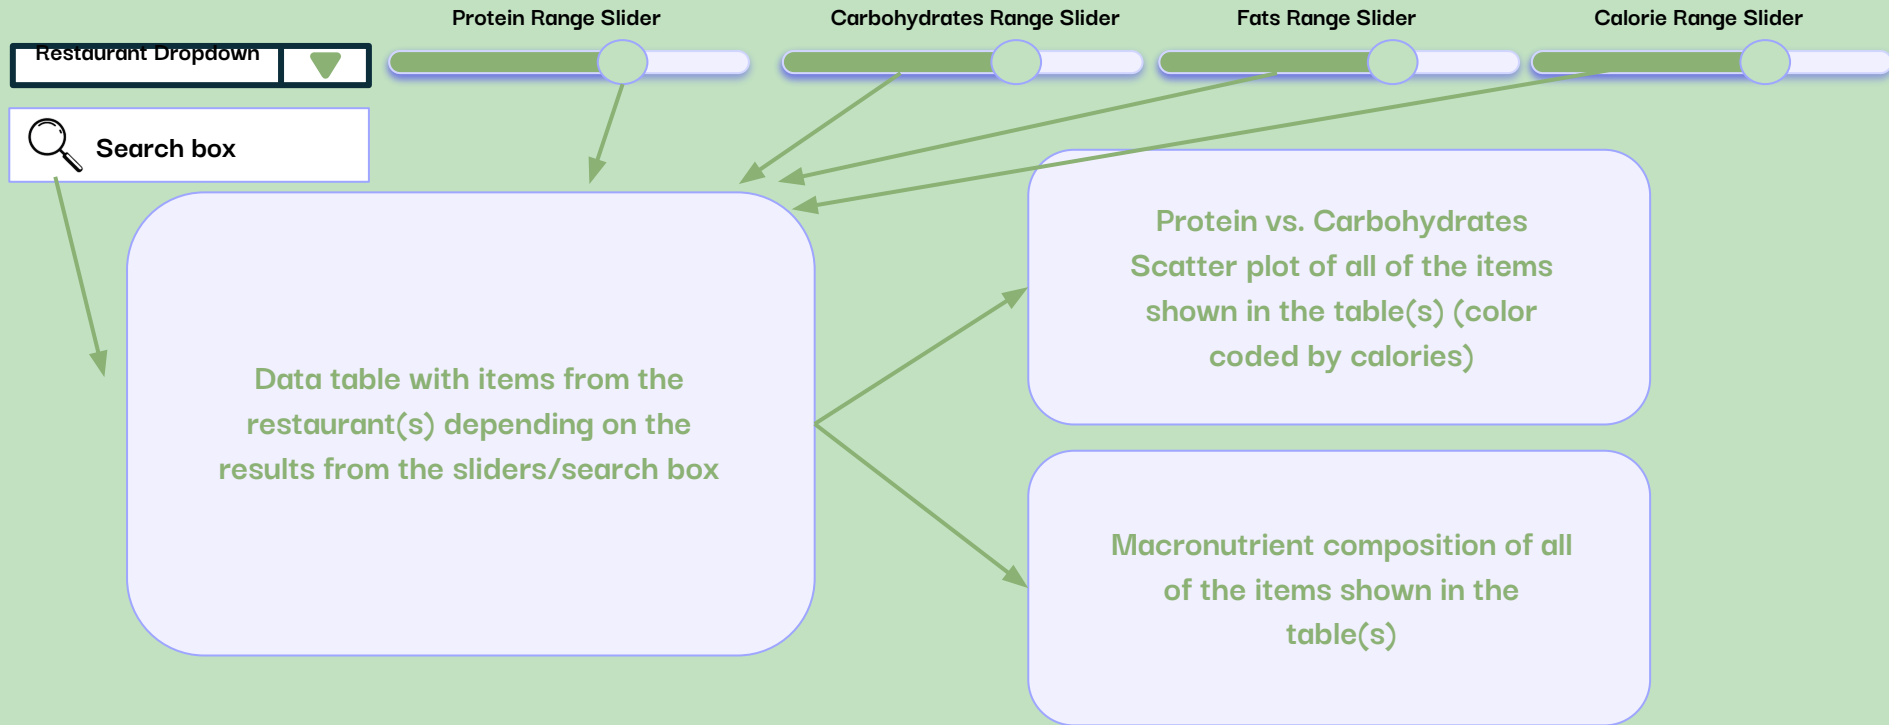 Protein Range Slider
Carbohydrates Range Slider
Fats Range Slider
Calorie Range Slider
Restaurant Dropdown
Search box
Data table with items from the
restaurant(s) depending on the
results from the sliders/search box
Protein vs. Carbohydrates
Scatter plot of all of the items
shown in the table(s) (color
coded by calories)
Macronutrient composition of all
of the items shown in the
table(s)